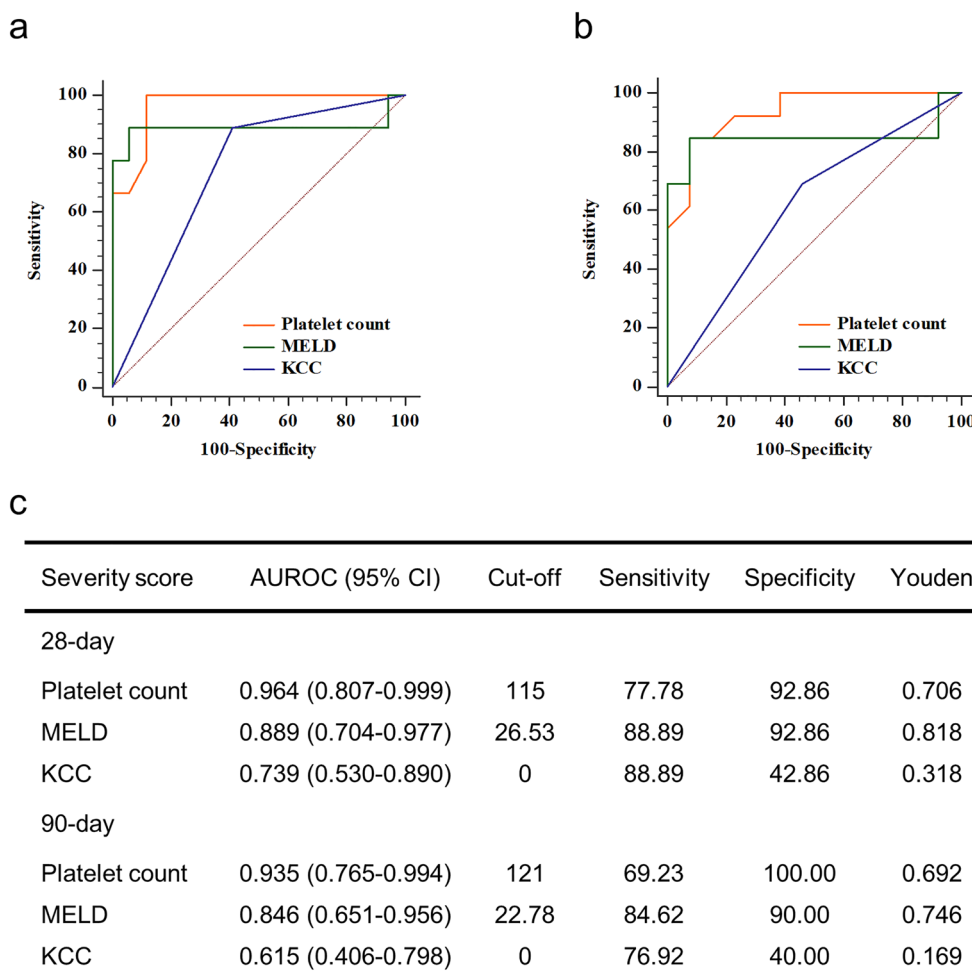 a
b
Sensitivity
100
80
60
40
20
0
Platelet count
MELD
KCC
0 20 40 60 80 100
100-Specificity
Sensitivity
100
80
60
40
20
0
Platelet count
MELD
KCC
0 20 40 60 80 100
100-Specificity
c
Severity score AUROC (95% CI) Cut-off Sensitivity Specificity Youden
28-day
Platelet count 0.964 (0.807-0.999) 115 77.78 92.86 0.706
MELD 0.889 (0.704-0.977) 26.53 88.89 92.86 0.818
KCC 0.739 (0.530-0.890) 0 88.89 42.86 0.318
90-day
Platelet count 0.935 (0.765-0.994) 121 69.23 100.00 0.692
MELD 0.846 (0.651-0.956) 22.78 84.62 90.00 0.746
KCC 0.615 (0.406-0.798) 0 76.92 40.00 0.169